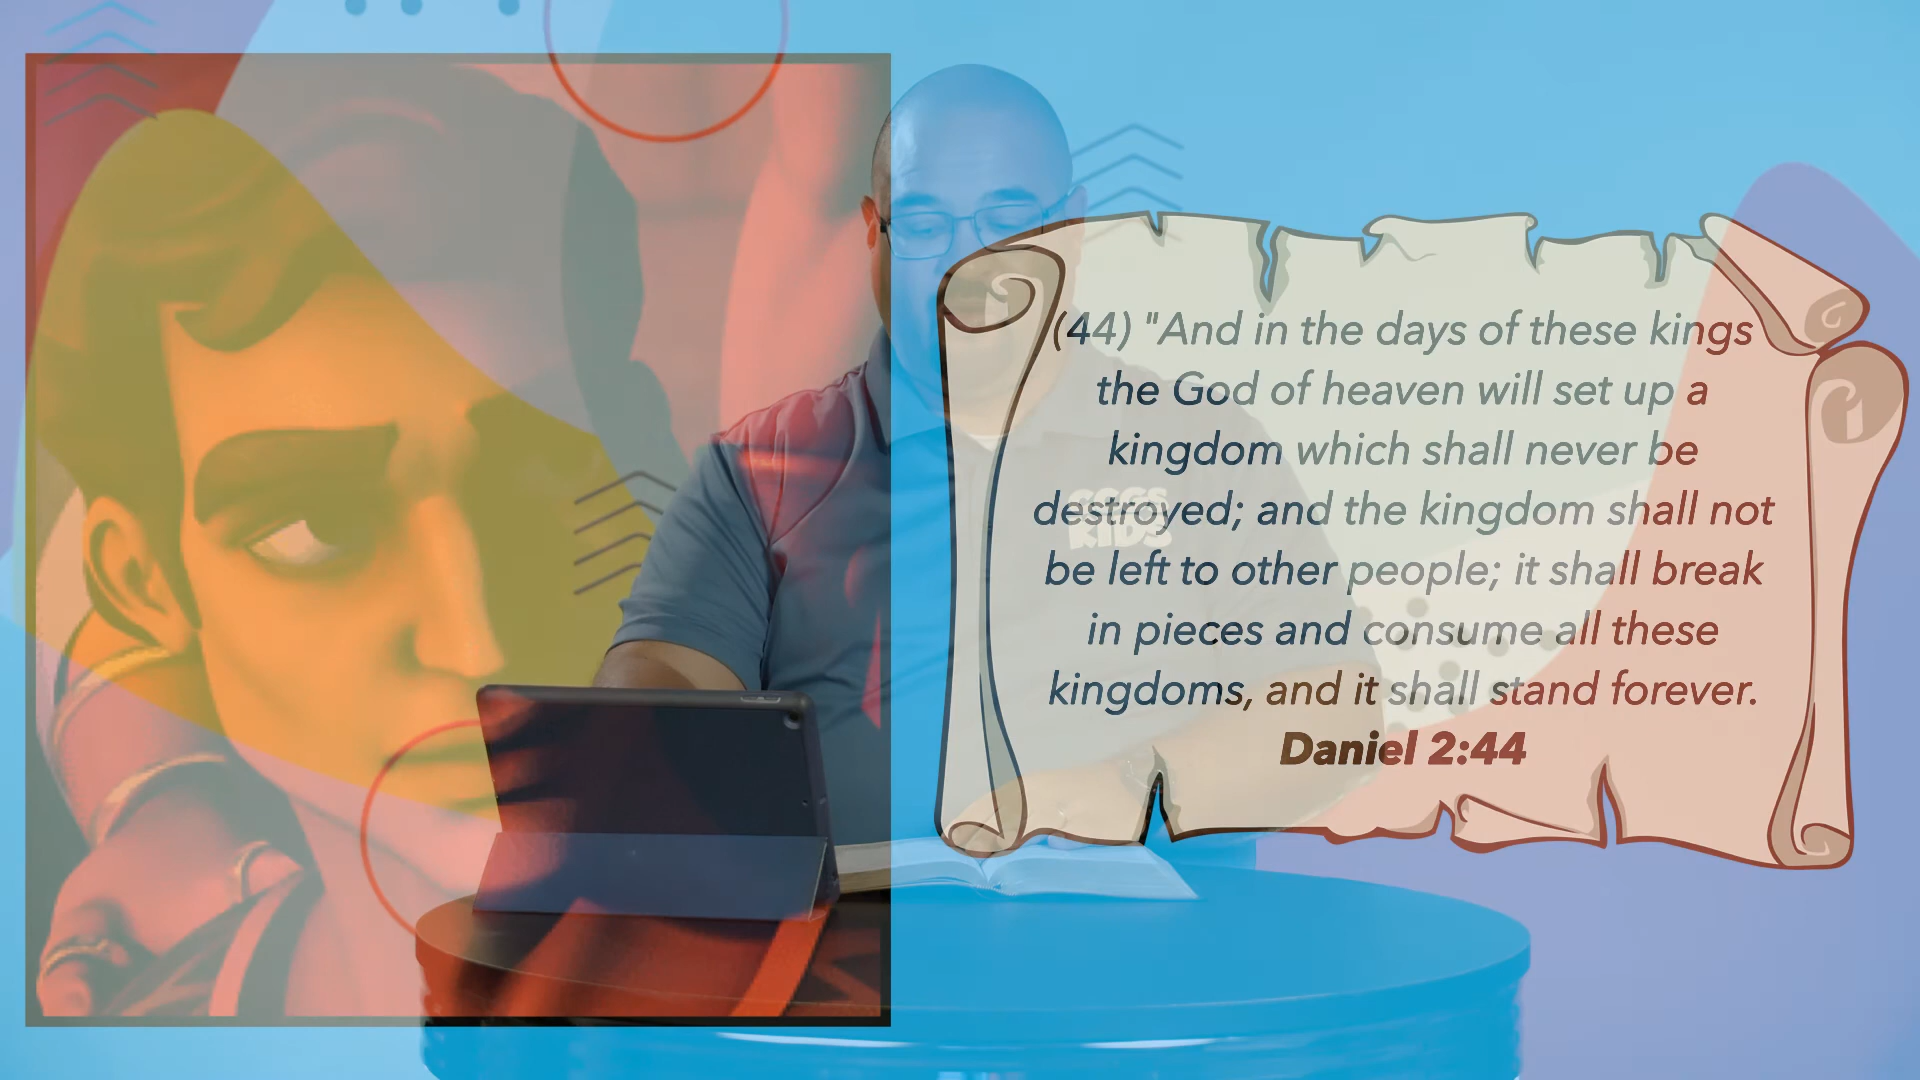 (44) "And in the days of these kings
the God of heaven will set up a
kingdom which shall never be
destroyed; and the kingdom shall not
be left to other people; it shall break
in pieces and consume all these
kingdoms, and it shall stand forever.
Daniel 2:44
CGGS
KIDS